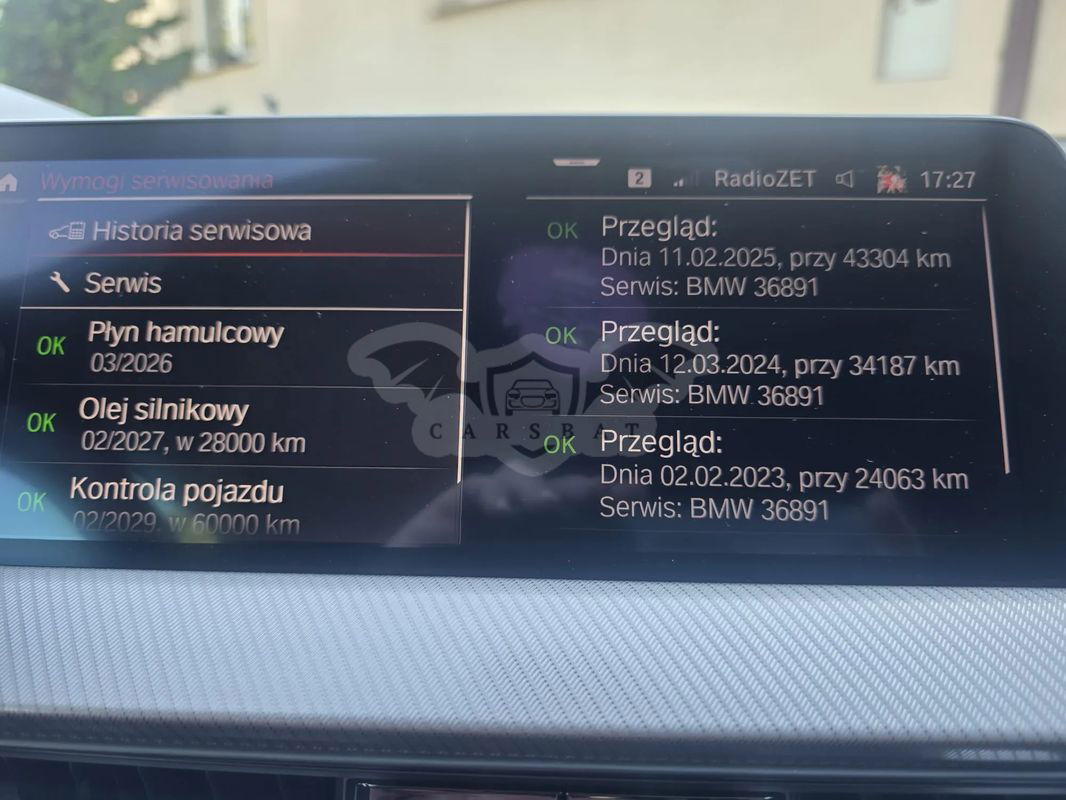 Wymogi serwisowania
2
RadioZET
17:27
Historia serwisowa
Serwis
OK
Płyn hamulcowy
03/2026
OK
Olej silnikowy
02/2027, w 28000 km
OK
Kontrola pojazdu
02/2029, w 60000 km
OK
Przegląd:
Dnia 11.02.2025, przy 43304 km
Serwis: BMW 36891
OK
Przegląd:
Dnia 12.03.2024, przy 34187 km
Serwis: BMW 36891
OK
Przegląd:
Dnia 02.02.2023, przy 24063 km
Serwis: BMW 36891
CARSBAT